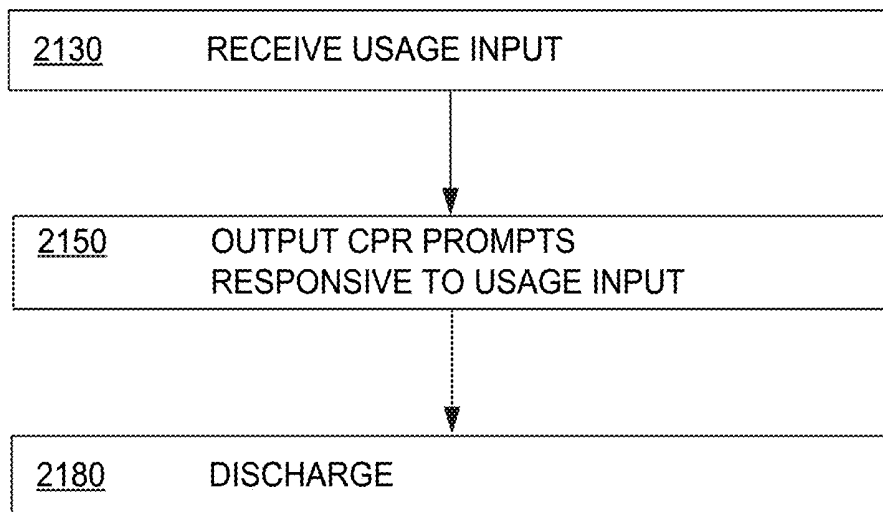 2130 RECEIVE USAGE INPUT
2150 OUTPUT CPR PROMPTS
RESPONSIVE TO USAGE INPUT
2180 DISCHARGE